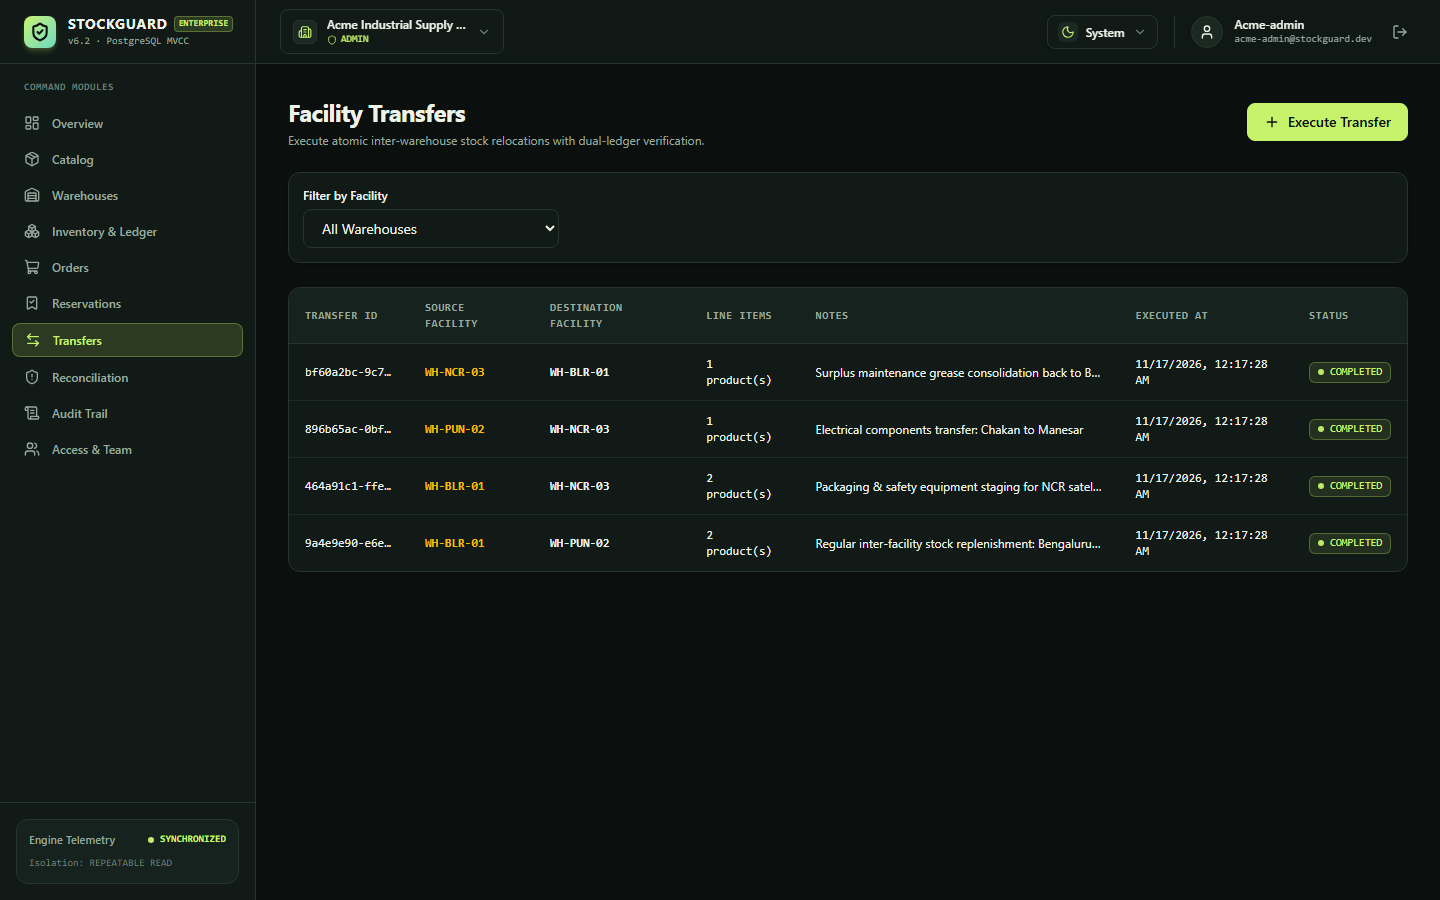 STOCKGUARD ENTERPRISE
v6.2 · PostgreSQL MVCC
Acme Industrial Supply ...
ADMIN
System
Acme-admin
acme-admin@stockguard.dev
COMMAND MODULES
Overview
Catalog
Warehouses
Inventory & Ledger
Orders
Reservations
Transfers
Reconciliation
Audit Trail
Access & Team
Engine Telemetry SYNCHRONIZED
Isolation: REPEATABLE READ
Facility Transfers
Execute atomic inter-warehouse stock relocations with dual-ledger verification.
Execute Transfer
Filter by Facility
All Warehouses
TRANSFER ID SOURCE FACILITY DESTINATION FACILITY LINE ITEMS NOTES EXECUTED AT STATUS
bf60a2bc-9c7… WH-NCR-03 WH-BLR-01 1 product(s) Surplus maintenance grease consolidation back to B... 11/17/2026, 12:17:28 AM COMPLETED
896b65ac-0bf… WH-PUN-02 WH-NCR-03 1 product(s) Electrical components transfer: Chakan to Manesar 11/17/2026, 12:17:28 AM COMPLETED
464a91c1-ffe… WH-BLR-01 WH-NCR-03 2 product(s) Packaging & safety equipment staging for NCR satel... 11/17/2026, 12:17:28 AM COMPLETED
9a4e9e90-e6e… WH-BLR-01 WH-PUN-02 2 product(s) Regular inter-facility stock replenishment: Bengaluru... 11/17/2026, 12:17:28 AM COMPLETED